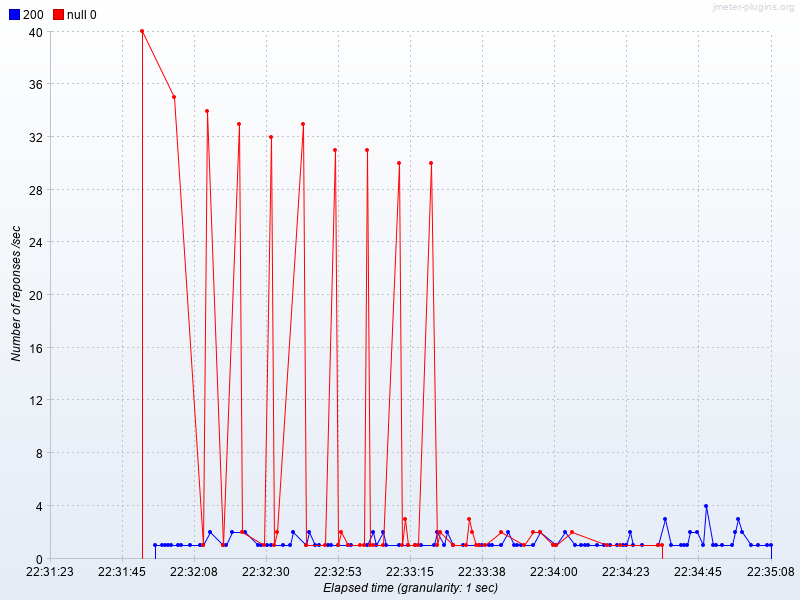 jmeter-plugins.org
200 null 0
40
36
32
28
24
20
16
12
8
4
0
Number of reponses /sec
22:31:23 22:31:45 22:32:08 22:32:30 22:32:53 22:33:15 22:33:38 22:34:00 22:34:23 22:34:45 22:35:08
Elapsed time (granularity: 1 sec)